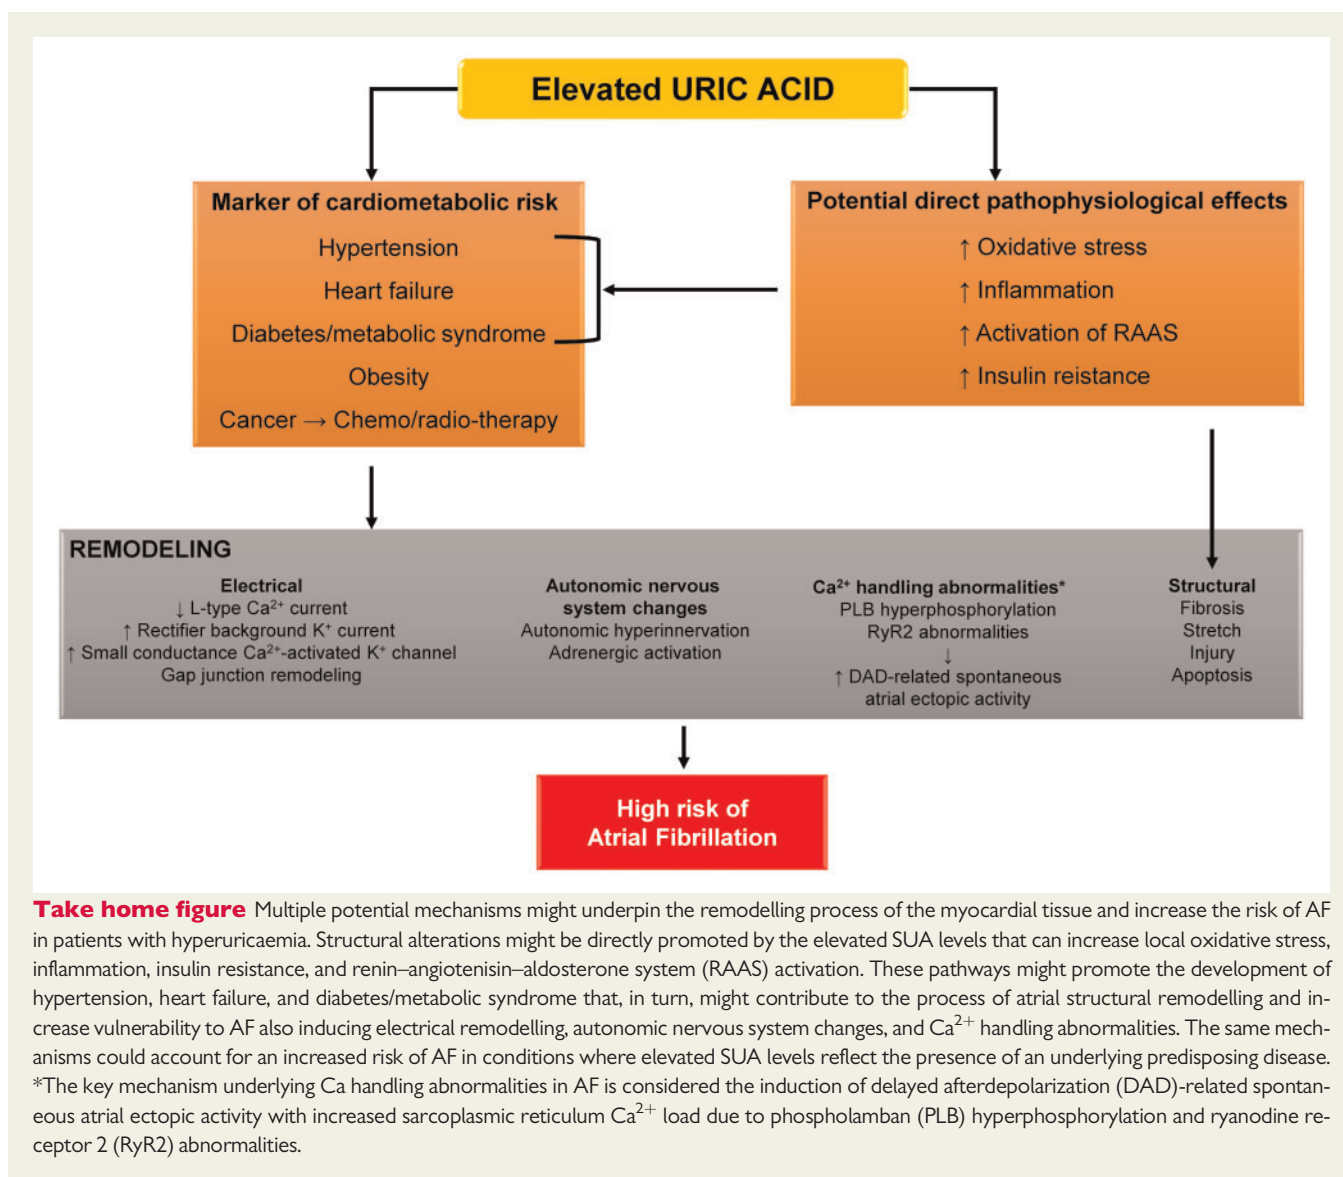 Elevated URIC ACID
Marker of cardiometabolic risk
Hypertension
Heart failure
Diabetes/metabolic syndrome
Obesity
Cancer → Chemo/radio-therapy
Potential direct pathophysiological effects
↑ Oxidative stress
↑ Inflammation
↑ Activation of RAAS
↑ Insulin reistance
REMODELING
Electrical
↓ L-type Ca²⁺ current
↑ Rectifier background K⁺ current
↑ Small conductance Ca²⁺-activated K⁺ channel
Gap junction remodeling
Autonomic nervous
system changes
Autonomic hyperinnervation
Adrenergic activation
Ca²⁺ handling abnormalities*
PLB hyperphosphorylation
RyR2 abnormalities
↓
↑ DAD-related spontaneous
atrial ectopic activity
Structural
Fibrosis
Stretch
Injury
Apoptosis
High risk of
Atrial Fibrillation
Take home figure Multiple potential mechanisms might underpin the remodelling process of the myocardial tissue and increase the risk of AF
in patients with hyperuricaemia. Structural alterations might be directly promoted by the elevated SUA levels that can increase local oxidative stress,
inflammation, insulin resistance, and renin–angiotenisin–aldosterone system (RAAS) activation. These pathways might promote the development of
hypertension, heart failure, and diabetes/metabolic syndrome that, in turn, might contribute to the process of atrial structural remodelling and in-
crease vulnerability to AF also inducing electrical remodelling, autonomic nervous system changes, and Ca²⁺ handling abnormalities. The same mech-
anisms could account for an increased risk of AF in conditions where elevated SUA levels reflect the presence of an underlying predisposing disease.
*The key mechanism underlying Ca handling abnormalities in AF is considered the induction of delayed afterdepolarization (DAD)-related spontan-
eous atrial ectopic activity with increased sarcoplasmic reticulum Ca²⁺ load due to phospholamban (PLB) hyperphosphorylation and ryanodine re-
ceptor 2 (RyR2) abnormalities.